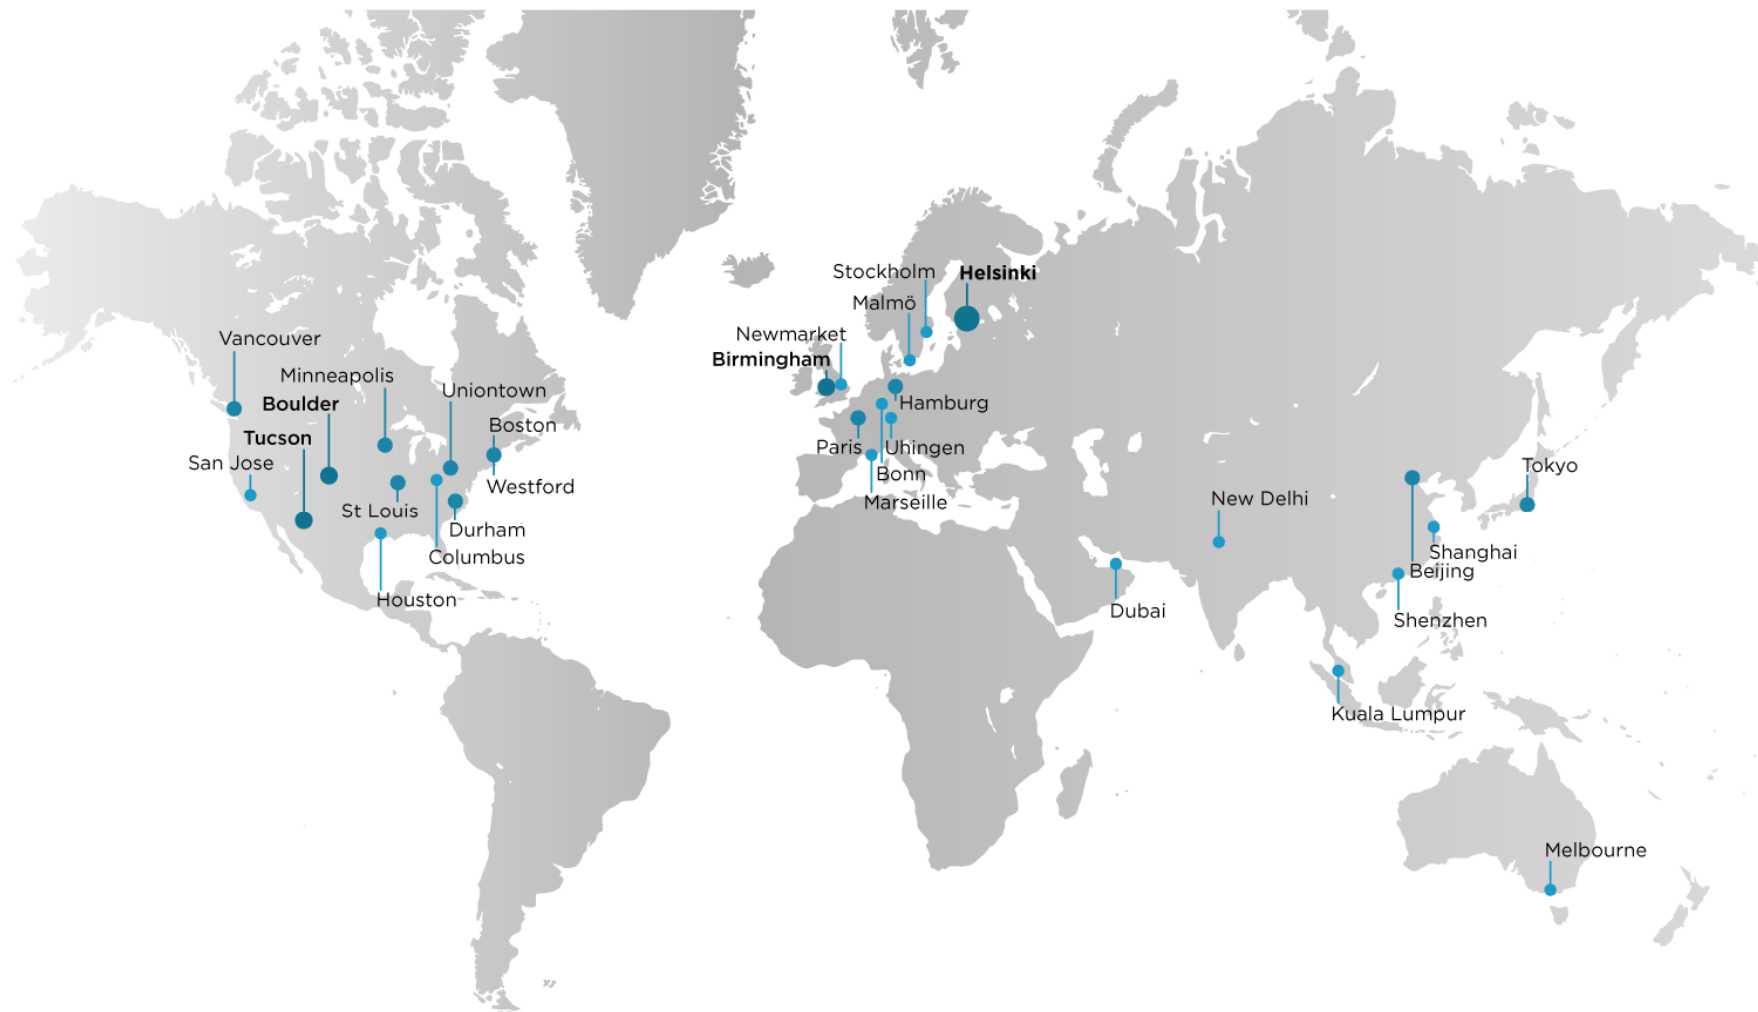 Stockholm
Helsinki
Malmö
Newmarket
Vancouver
Birmingham
Minneapolis
Uniontown
Boulder
Hamburg
Boston
Tucson
Paris
Uhingen
San Jose
Tokyo
Bonn
Westford
New Delhi
Marseille
St Louis
Durham
Shanghai
Columbus
Beijing
Houston
Dubai
Shenzhen
Kuala Lumpur
Melbourne